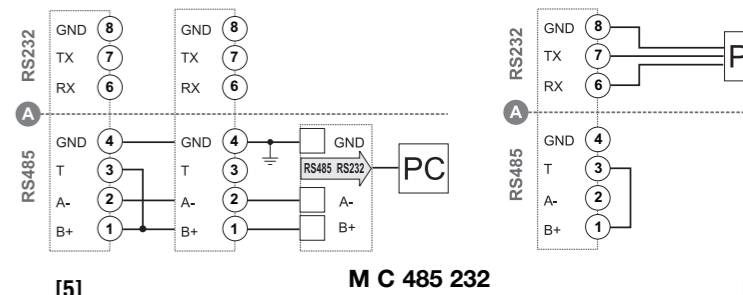 RS232
GND 8
TX 7
RX 6
GND 8
TX 7
RX 6
A
RS485
GND 4
T 3
A- 2
B+ 1
GND 4
T 3
A- 2
B+ 1
GND
RS485 RS232
A-
B+
PC
[5]
M C 485 232
RS232
GND 8
TX 7
RX 6
P
A
RS485
GND 4
T 3
A- 2
B+ 1